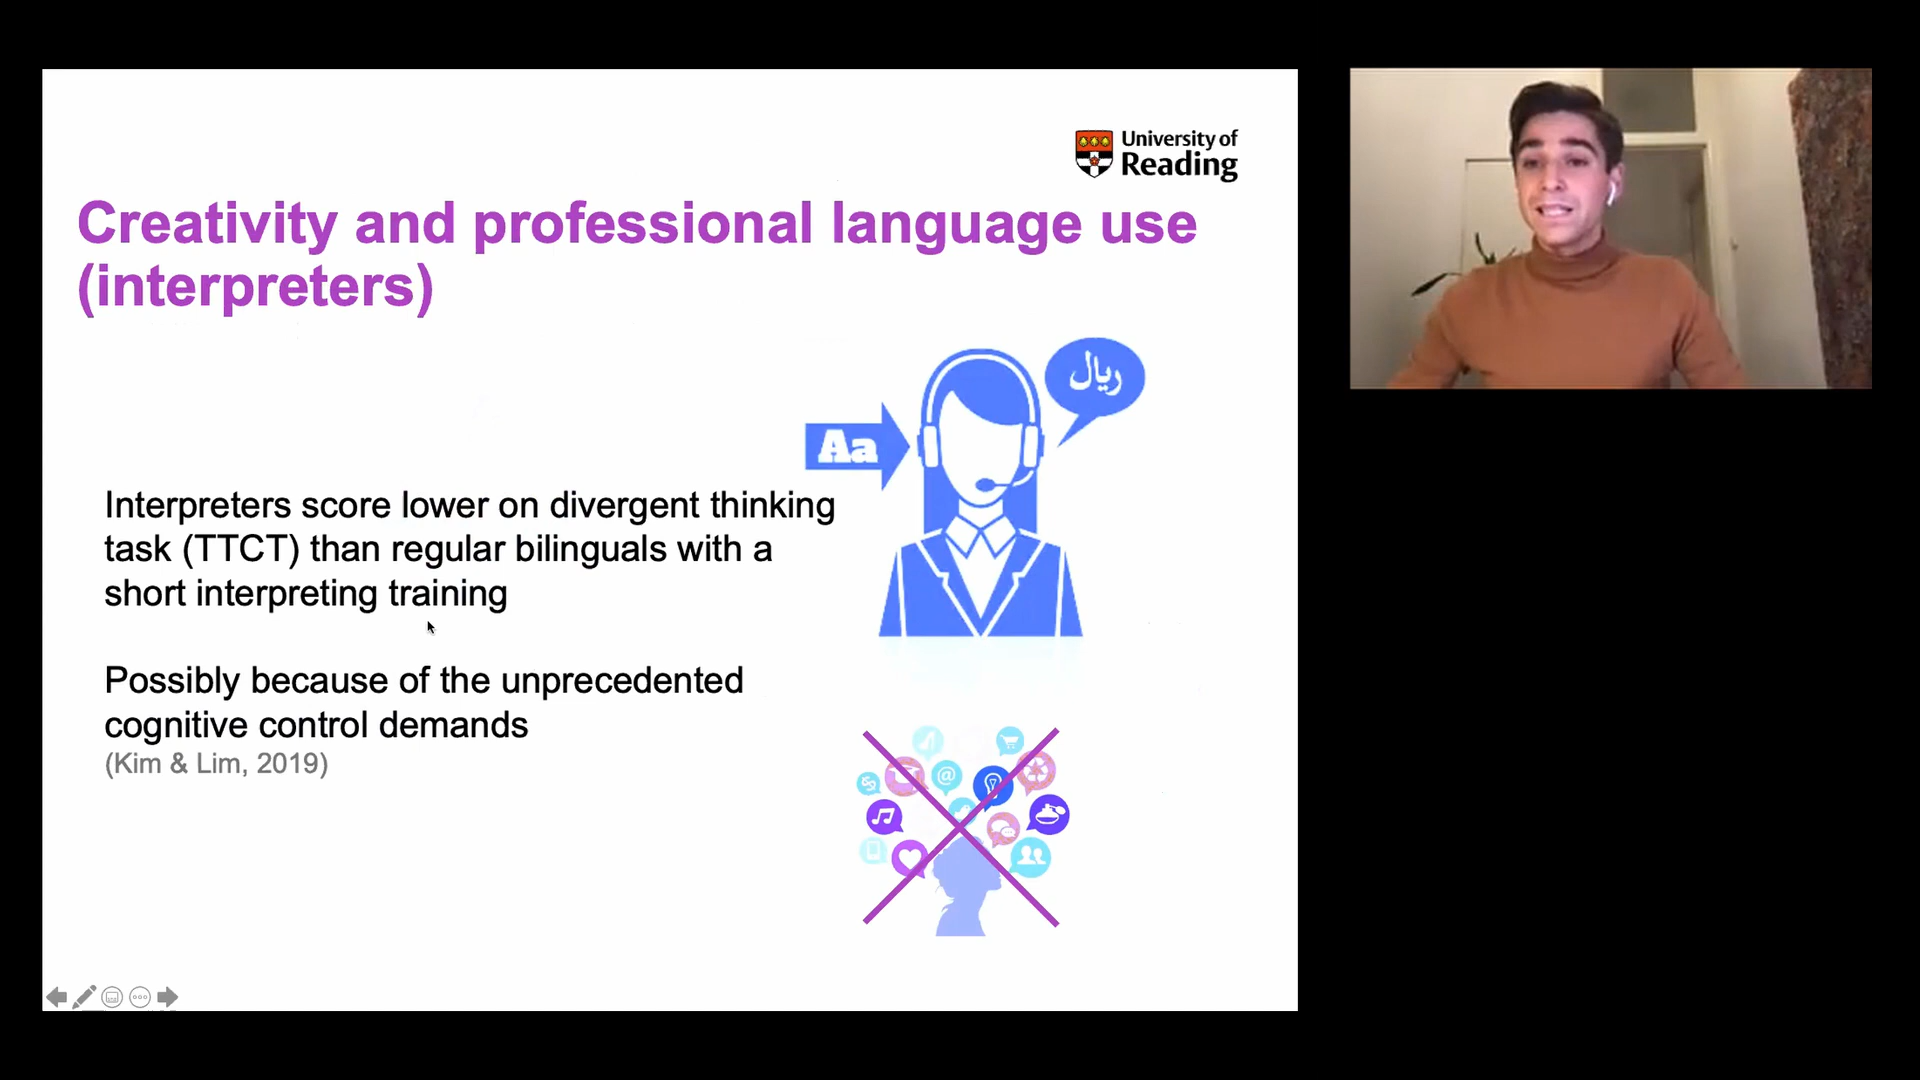 University of
Reading
Creativity and professional language use
(interpreters)
ريال
Aa
Interpreters score lower on divergent thinking
task (TTCT) than regular bilinguals with a
short interpreting training
Possibly because of the unprecedented
cognitive control demands
(Kim & Lim, 2019)
@